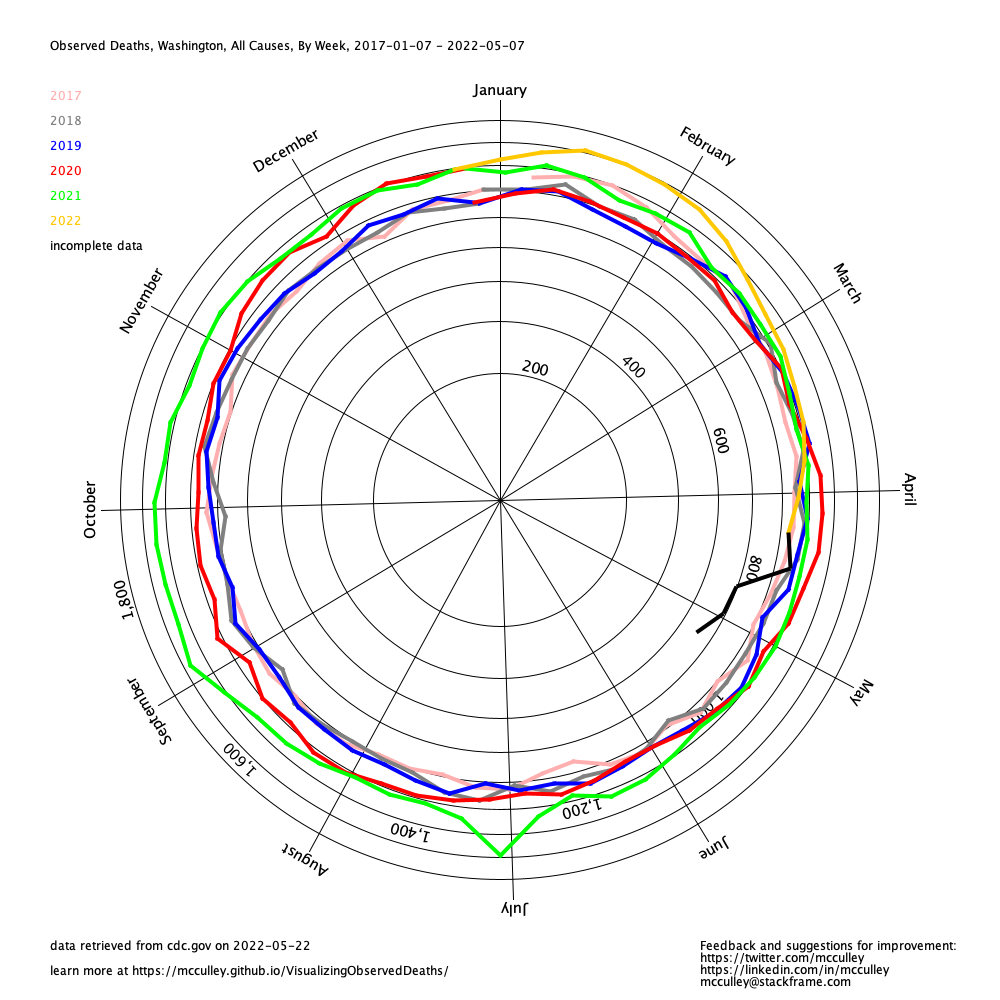 Observed Deaths, Washington, All Causes, By Week, 2017-01-07 - 2022-05-07
January
2017
2018
2019
2020
2021
2022
incomplete data
December
February
November
March
200
400
600
April
October
800
1,800
May
1,000
September
1,600
1,200
1,400
June
August
July
data retrieved from cdc.gov on 2022-05-22
learn more at https://mcculley.github.io/VisualizingObservedDeaths/
Feedback and suggestions for improvement:
https://twitter.com/mcculley
https://linkedin.com/in/mcculley
mcculley@stackframe.com